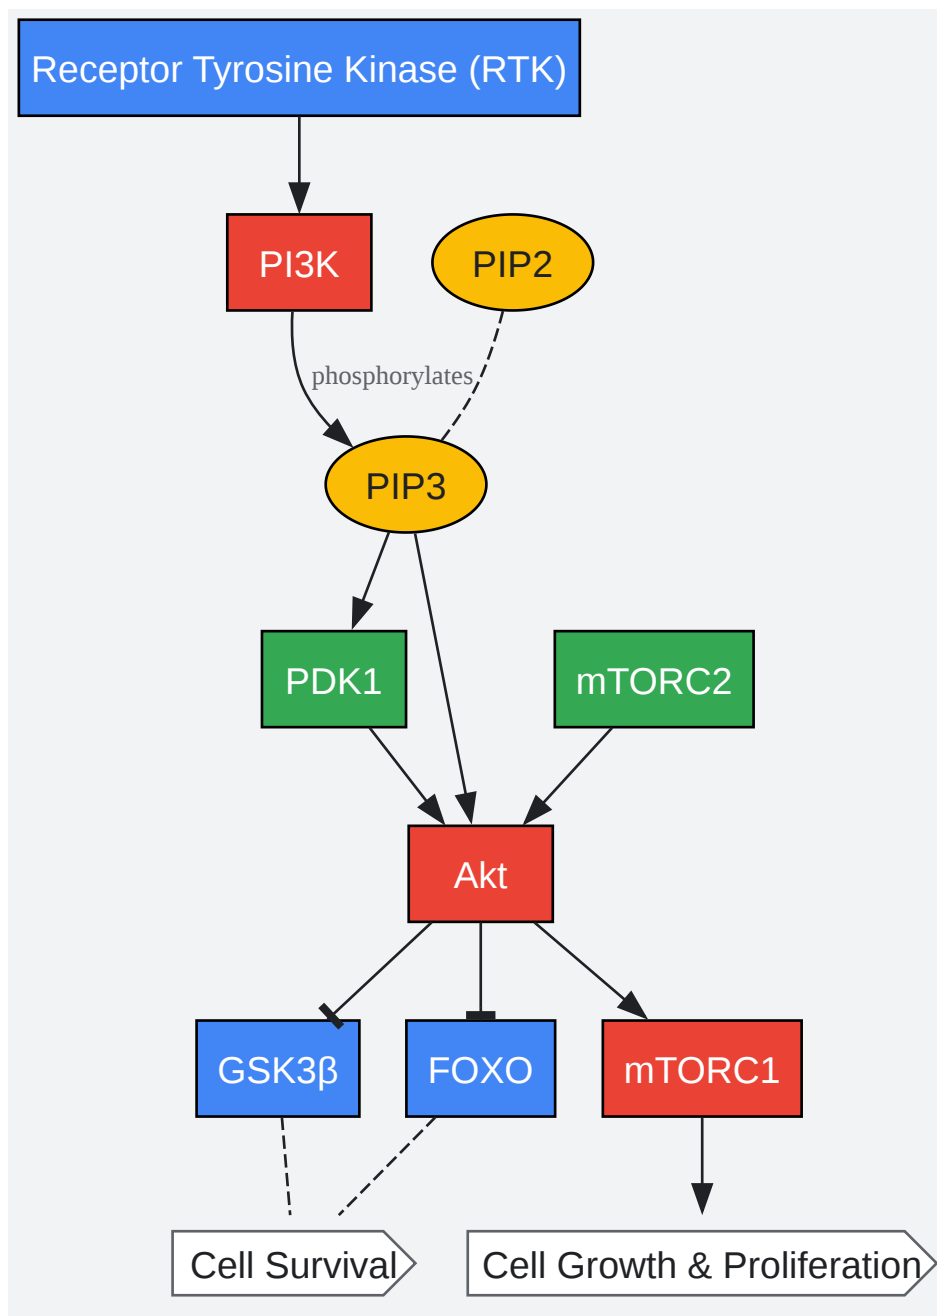 Receptor Tyrosine Kinase (RTK)
PI3K
PIP2
phosphorylates
PIP3
PDK1
mTORC2
Akt
GSK3β
FOXO
mTORC1
Cell Survival
Cell Growth & Proliferation